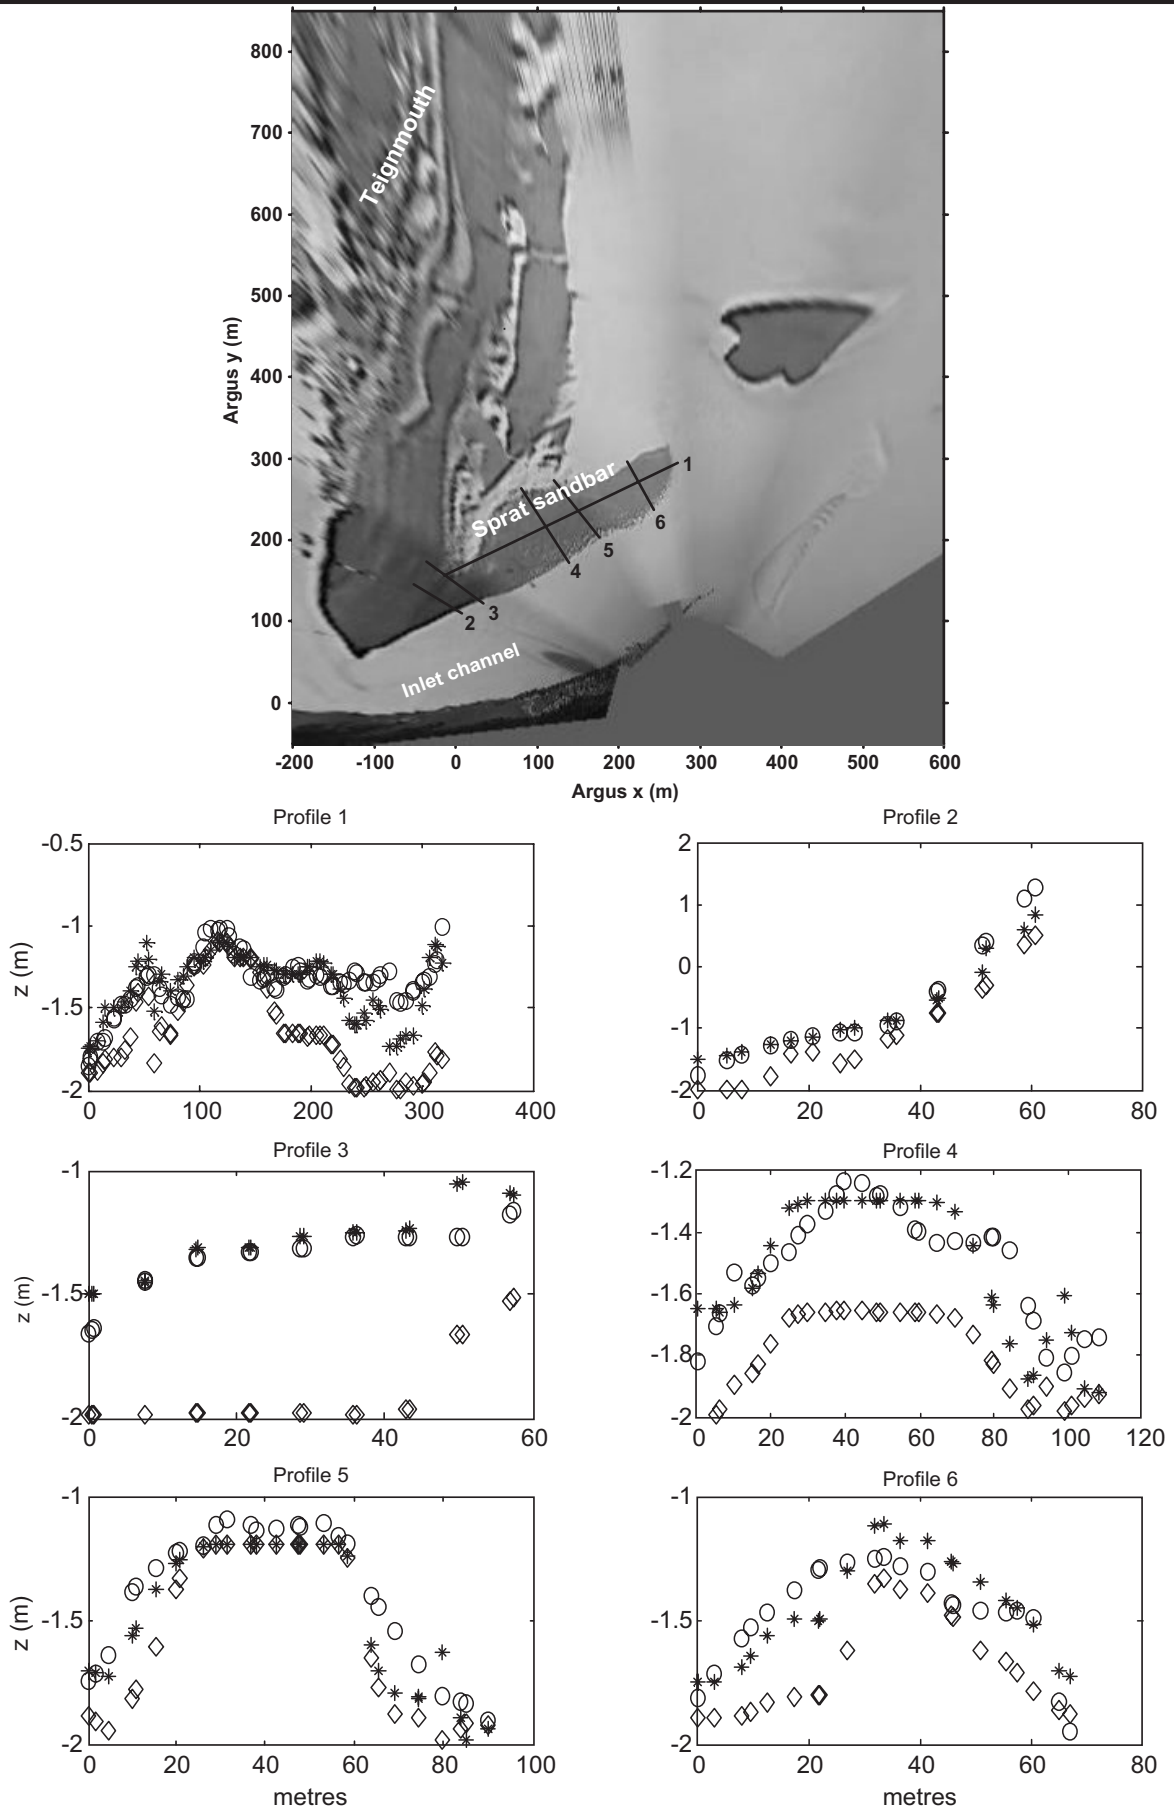 800
700
600
500
400
300
200
100
0
Argus y (m)
Teignmouth
Sprat sandbar
Inlet channel
1
6
5
4
3
2
-200 -100 0 100 200 300 400 500 600
Argus x (m)
Profile 1
-0.5
-1
-1.5
-2
z (m)
0 100 200 300 400
Profile 2
2
1
0
-1
-2
0 20 40 60 80
Profile 3
-1
-1.5
-2
z (m)
0 20 40 60
Profile 4
-1.2
-1.4
-1.6
-1.8
-2
0 20 40 60 80 100 120
Profile 5
-1
-1.5
-2
z (m)
0 20 40 60 80 100
metres
Profile 6
-1
-1.5
-2
0 20 40 60 80
metres